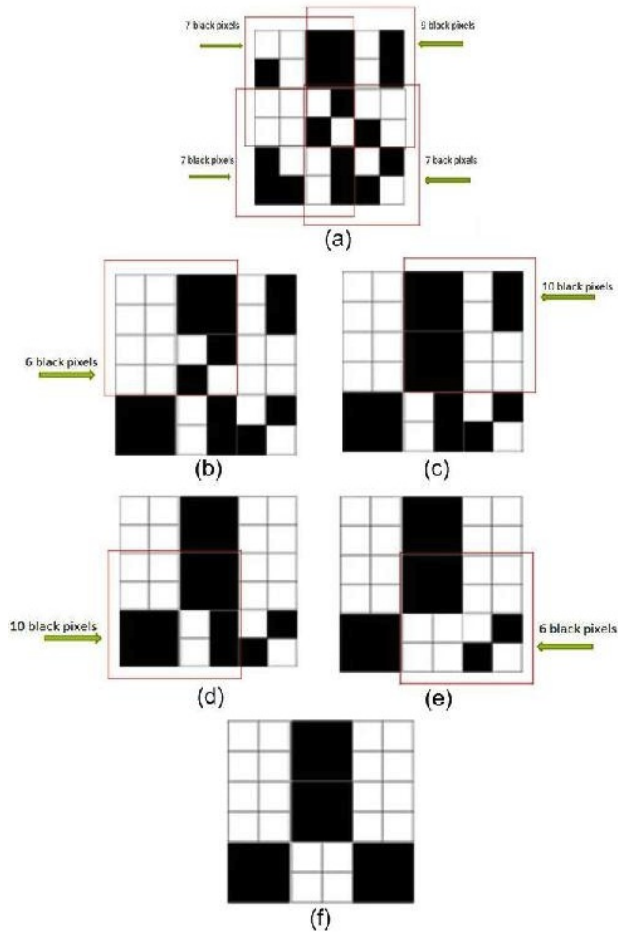 7 black pixels
9 black pixels
7 black pixels
7 back pixels
(a)
10 black pixels
6 black pixels
(b)
(c)
10 black pixels
6 black pixels
(d)
(e)
(f)